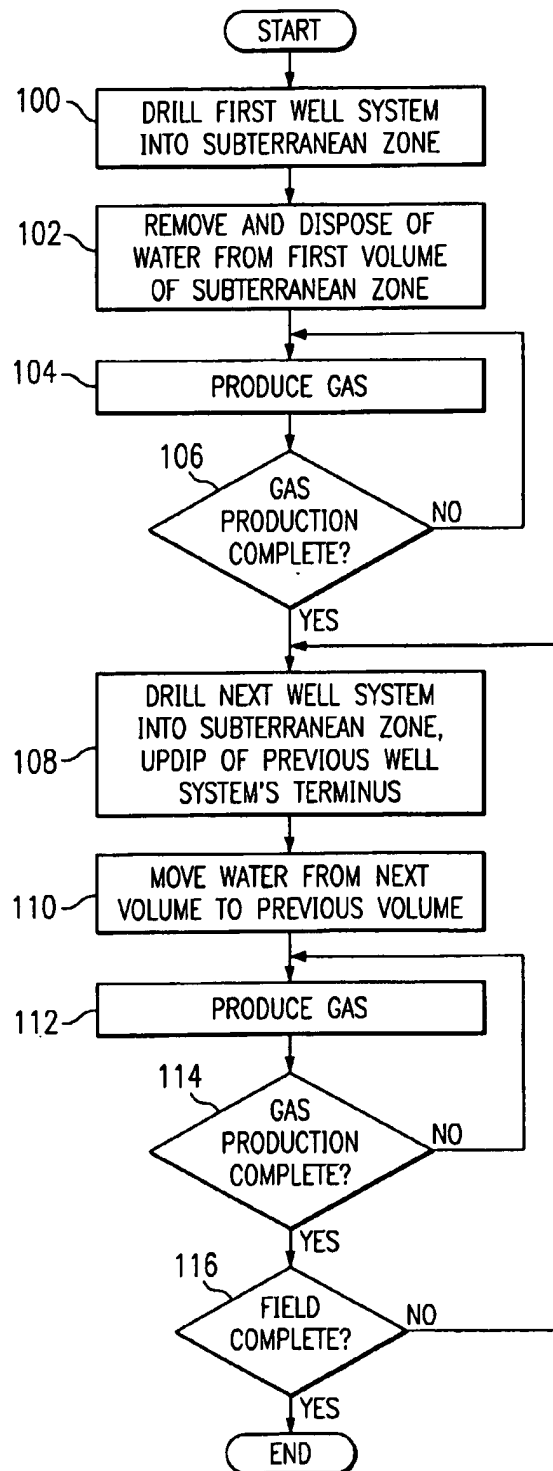 START
100
DRILL FIRST WELL SYSTEM
INTO SUBTERRANEAN ZONE
102
REMOVE AND DISPOSE OF
WATER FROM FIRST VOLUME
OF SUBTERRANEAN ZONE
104
PRODUCE GAS
106
GAS
PRODUCTION
COMPLETE?
NO
YES
108
DRILL NEXT WELL SYSTEM
INTO SUBTERRANEAN ZONE,
UPDIP OF PREVIOUS WELL
SYSTEM'S TERMINUS
110
MOVE WATER FROM NEXT
VOLUME TO PREVIOUS VOLUME
112
PRODUCE GAS
114
GAS
PRODUCTION
COMPLETE?
NO
YES
116
FIELD
COMPLETE?
NO
YES
END